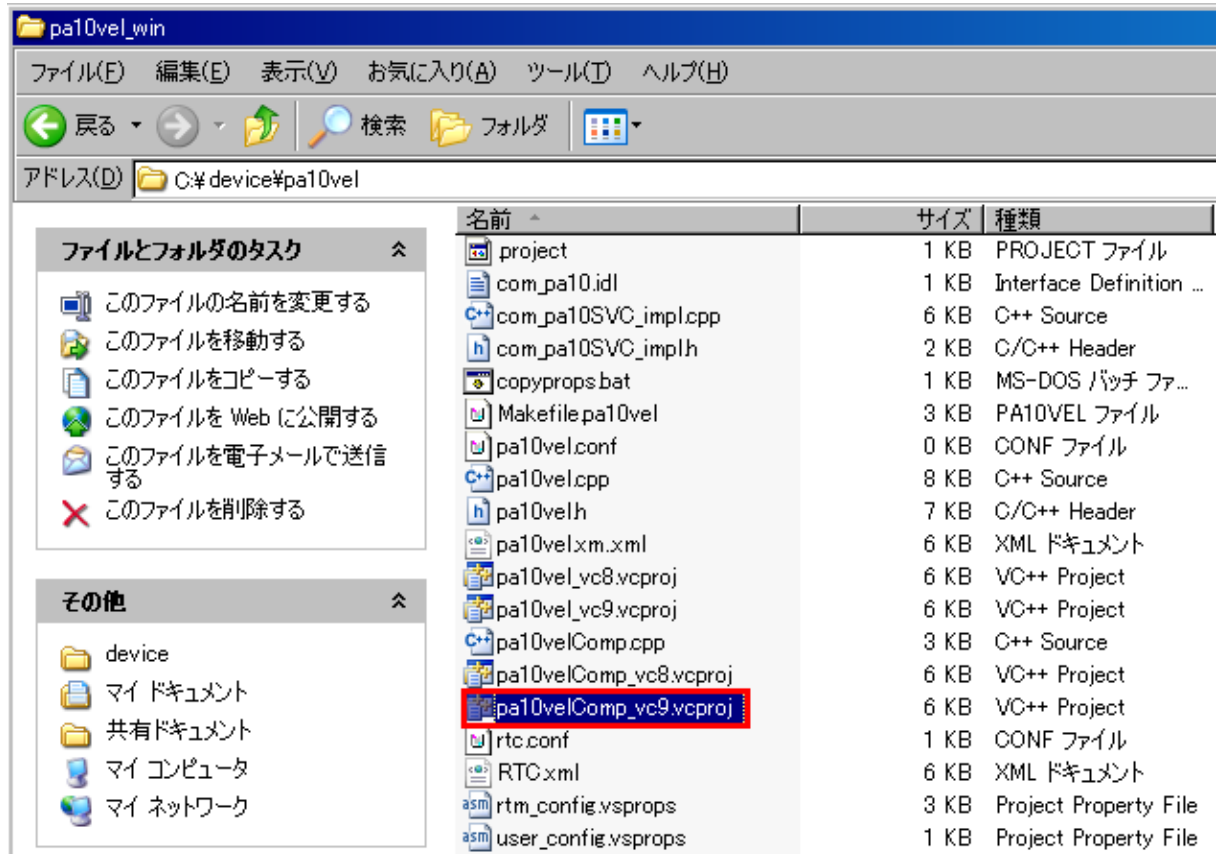 pa10vel_win
ファイル(F) 編集(E) 表示(V) お気に入り(A) ツール(T) ヘルプ(H)
戻る 検索 フォルダ
アドレス(D) C:¥device¥pa10vel
ファイルとフォルダのタスク
このファイルの名前を変更する
このファイルを移動する
このファイルをコピーする
このファイルを Web に公開する
このファイルを電子メールで送信
する
このファイルを削除する
その他
device
マイ ドキュメント
共有ドキュメント
マイ コンピュータ
マイ ネットワーク
名前 サイズ 種類
.project 1 KB PROJECT ファイル
com_pa10.idl 1 KB Interface Definition ...
com_pa10SVC_impl.cpp 6 KB C++ Source
com_pa10SVC_impl.h 2 KB C/C++ Header
copyprops.bat 1 KB MS-DOS バッチ ファ...
Makefile.pa10vel 3 KB PA10VEL ファイル
pa10vel.conf 0 KB CONF ファイル
pa10vel.cpp 8 KB C++ Source
pa10vel.h 7 KB C/C++ Header
pa10vel.xm.xml 6 KB XML ドキュメント
pa10vel_vc8.vcproj 6 KB VC++ Project
pa10vel_vc9.vcproj 6 KB VC++ Project
pa10velComp.cpp 3 KB C++ Source
pa10velComp_vc8.vcproj 6 KB VC++ Project
pa10velComp_vc9.vcproj 6 KB VC++ Project
rtc.conf 1 KB CONF ファイル
RTC.xml 6 KB XML ドキュメント
rtm_config.vsprops 3 KB Project Property File
user_config.vsprops 1 KB Project Property File